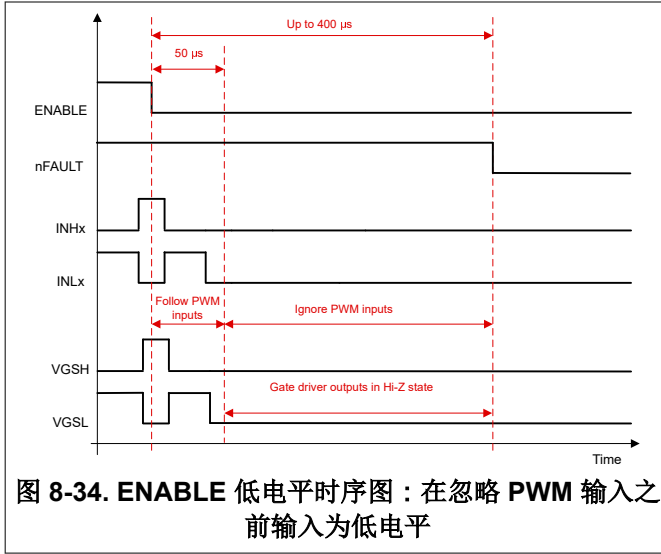 Up to 400 µs
50 µs
ENABLE
nFAULT
INHx
INLx
Follow PWM
inputs
Ignore PWM inputs
VGSH
Gate driver outputs in Hi-Z state
VGSL
Time
图 8-34. ENABLE 低电平时序图：在忽略 PWM 输入之
前输入为低电平